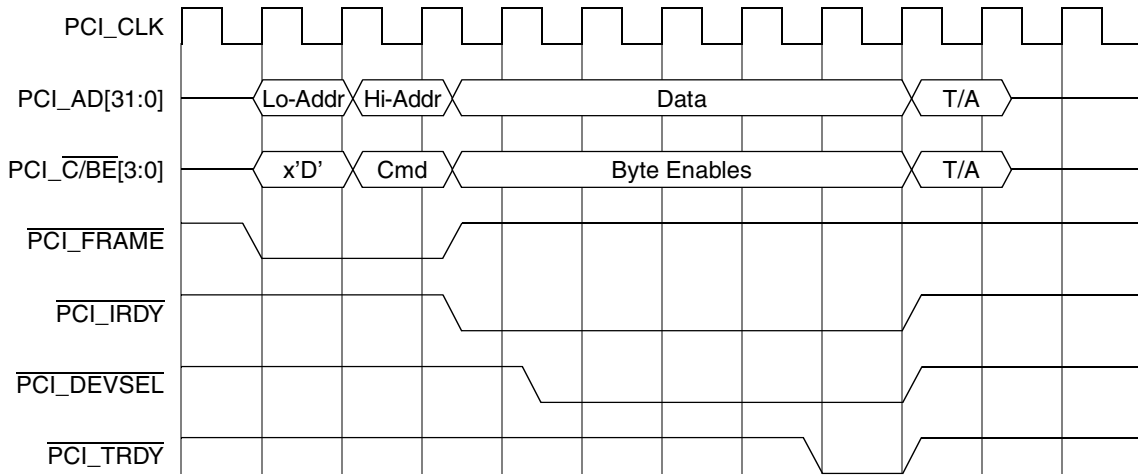 PCI_CLK
PCI_AD[31:0] Lo-Addr Hi-Addr Data T/A
PCI_C/BE[3:0] x'D' Cmd Byte Enables T/A
PCI_FRAME
PCI_IRDY
PCI_DEVSEL
PCI_TRDY